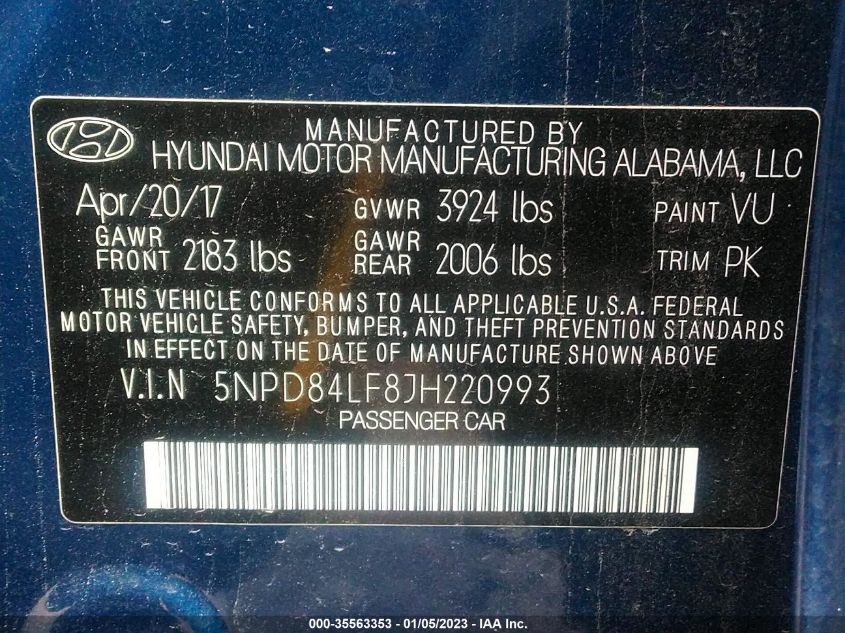 MANUFACTURED BY
HYUNDAI MOTOR MANUFACTURING ALABAMA, LLC
Apr/20/17 GVWR 3924 lbs PAINT VU
GAWR FRONT 2183 lbs GAWR REAR 2006 lbs TRIM PK
THIS VEHICLE CONFORMS TO ALL APPLICABLE U.S.A. FEDERAL
MOTOR VEHICLE SAFETY, BUMPER, AND THEFT PREVENTION STANDARDS
IN EFFECT ON THE DATE OF MANUFACTURE SHOWN ABOVE
V.I.N 5NPD84LF8JH220993
PASSENGER CAR
000-35563353 - 01/05/2023 - IAA Inc.